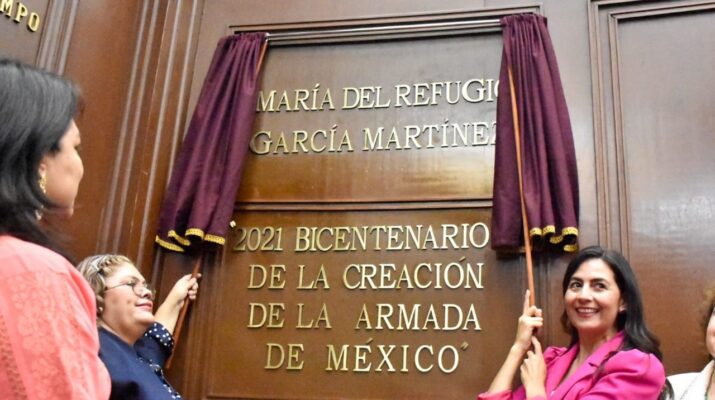 MARÍA DEL REFUGIO
GARCÍA MARTÍNEZ
2021 BICENTENARIO
DE LA CREACIÓN
DE LA ARMADA
DE MÉXICO"